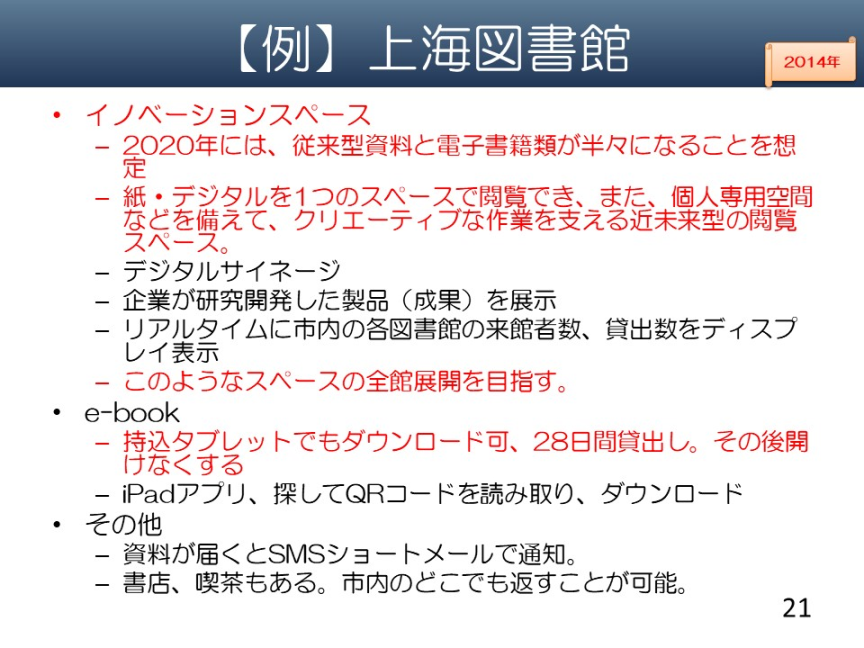 【例】上海図書館
2014年
• イノベーションスペース
– 2020年には、従来型資料と電子書籍類が半々になることを想
定
– 紙・デジタルを1つのスペースで閲覧でき、また、個人専用空間
などを備えて、クリエーティブな作業を支える近未来型の閲覧
スペース。
– デジタルサイネージ
– 企業が研究開発した製品（成果）を展示
– リアルタイムに市内の各図書館の来館者数、貸出数をディスプ
レイ表示
– このようなスペースの全館展開を目指す。
• e-book
– 持込タブレットでもダウンロード可、28日間貸出し。その後開
けなくする
– iPadアプリ、探してQRコードを読み取り、ダウンロード
• その他
– 資料が届くとSMSショートメールで通知。
– 書店、喫茶もある。市内のどこでも返すことが可能。
21